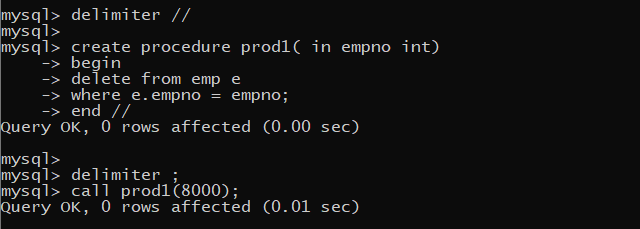 mysql> delimiter //
mysql>
mysql> create procedure prod1( in empno int)
    -> begin
    -> delete from emp e
    -> where e.empno = empno;
    -> end //
Query OK, 0 rows affected (0.00 sec)

mysql>
mysql> delimiter ;
mysql> call prod1(8000);
Query OK, 0 rows affected (0.01 sec)